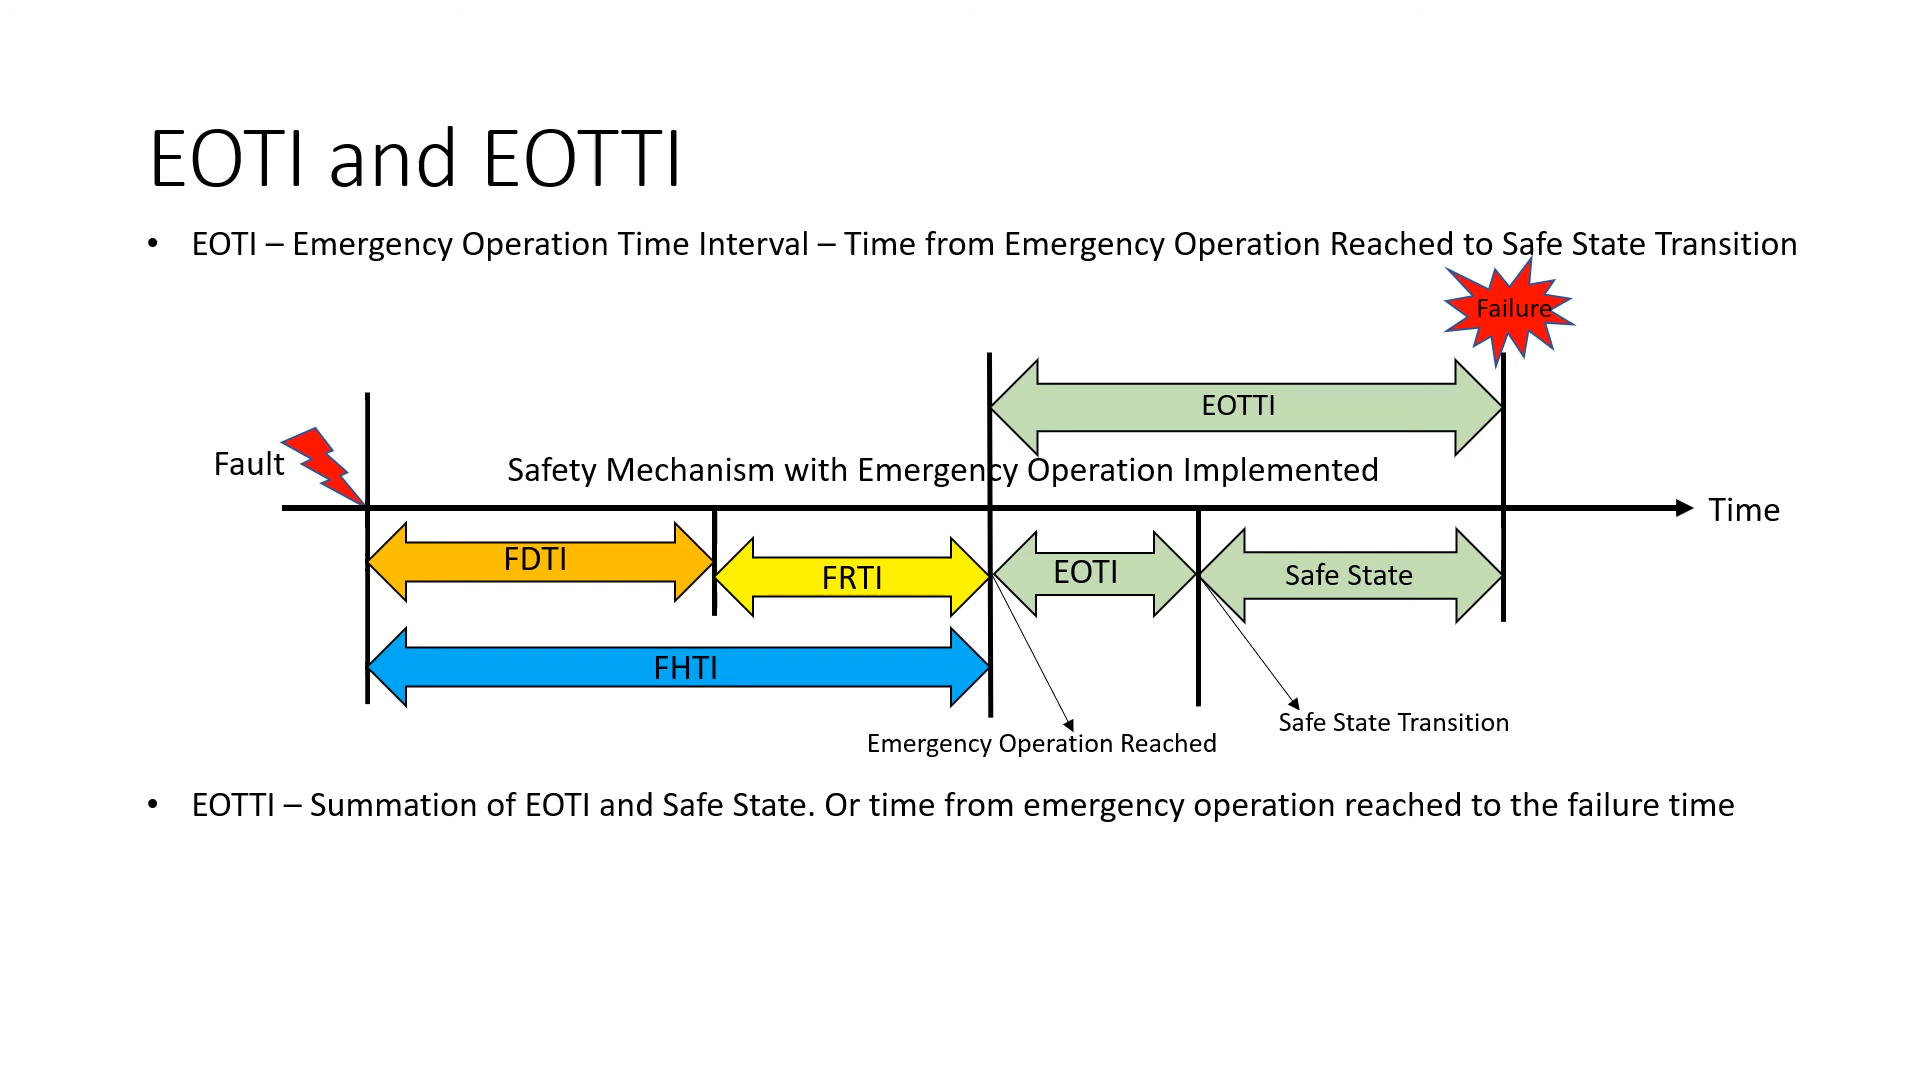 EOTI and EOTTI
• EOTI – Emergency Operation Time Interval – Time from Emergency Operation Reached to Safe State Transition
Failure
EOTTI
Fault
Safety Mechanism with Emergency Operation Implemented
Time
FDTI
FRTI
EOTI
Safe State
FHTI
Safe State Transition
Emergency Operation Reached
• EOTTI – Summation of EOTI and Safe State. Or time from emergency operation reached to the failure time